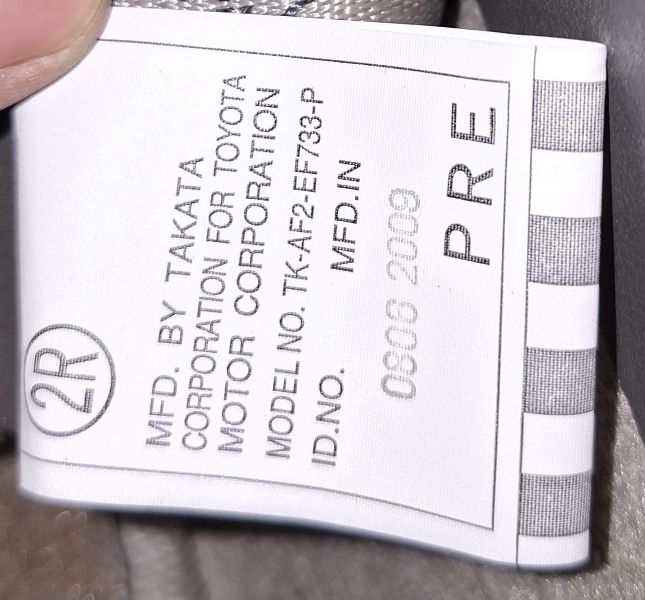 2R
MFD. BY TAKATA
CORPORATION FOR TOYOTA
MOTOR CORPORATION
MODEL NO. TK-AF2-EF733-P
ID.NO. MFD.IN
0806 2009
PRE